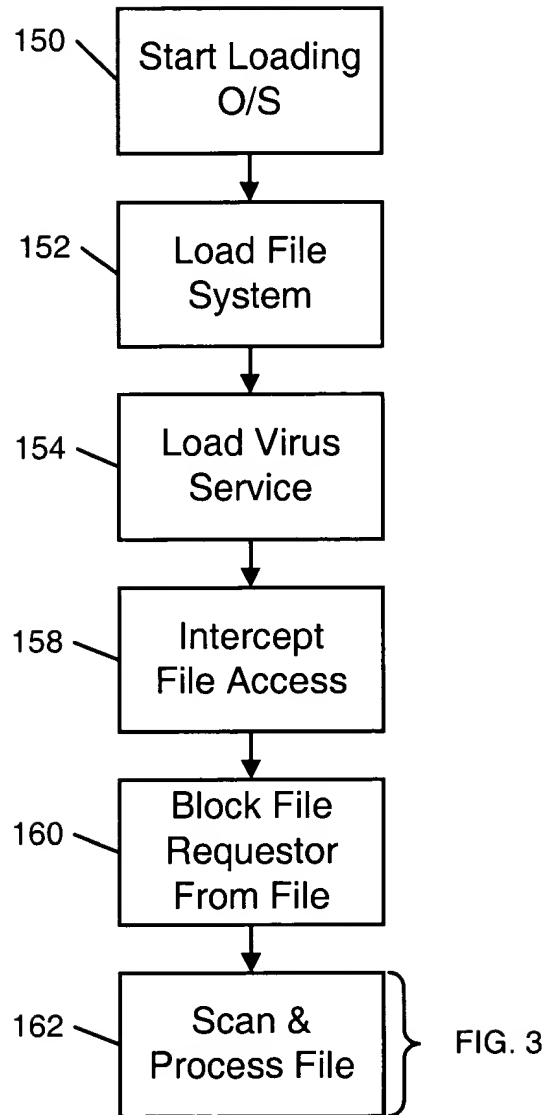 150
Start Loading
O/S
152
Load File
System
154
Load Virus
Service
158
Intercept
File Access
160
Block File
Requestor
From File
162
Scan &
Process File
FIG. 3